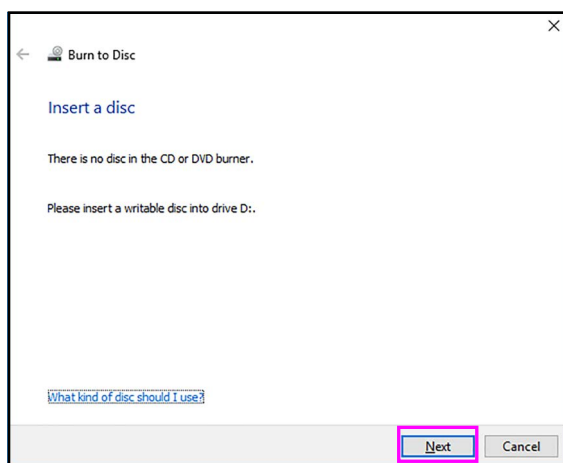 Burn to Disc
Insert a disc
There is no disc in the CD or DVD burner.
Please insert a writable disc into drive D:.
What kind of disc should I use?
Next Cancel